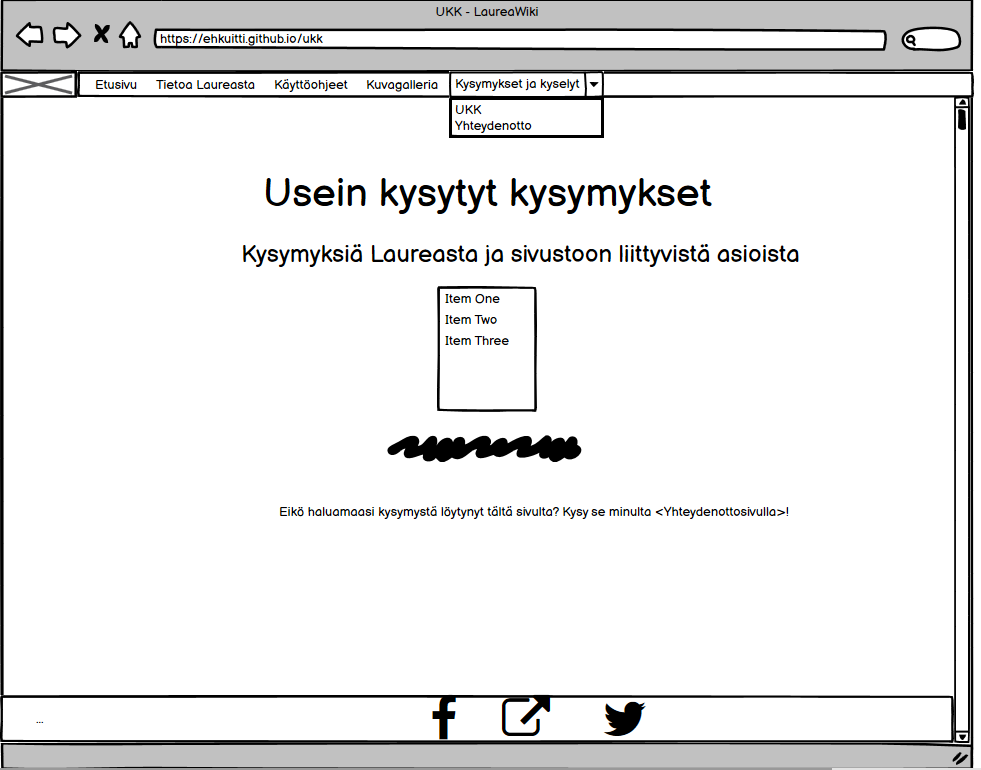 UKK - LaureaWiki
https://ehkuitti.github.io/ukk
Etusivu Tietoa Laureasta Käyttöohjeet Kuvagalleria Kysymykset ja kyselyt
UKK
Yhteydenotto
Usein kysytyt kysymykset
Kysymyksiä Laureasta ja sivustoon liittyvistä asioista
Item One
Item Two
Item Three
Eikö haluamaasi kysymystä löytynyt tältä sivulta? Kysy se minulta <Yhteydenottosivulla>!
...